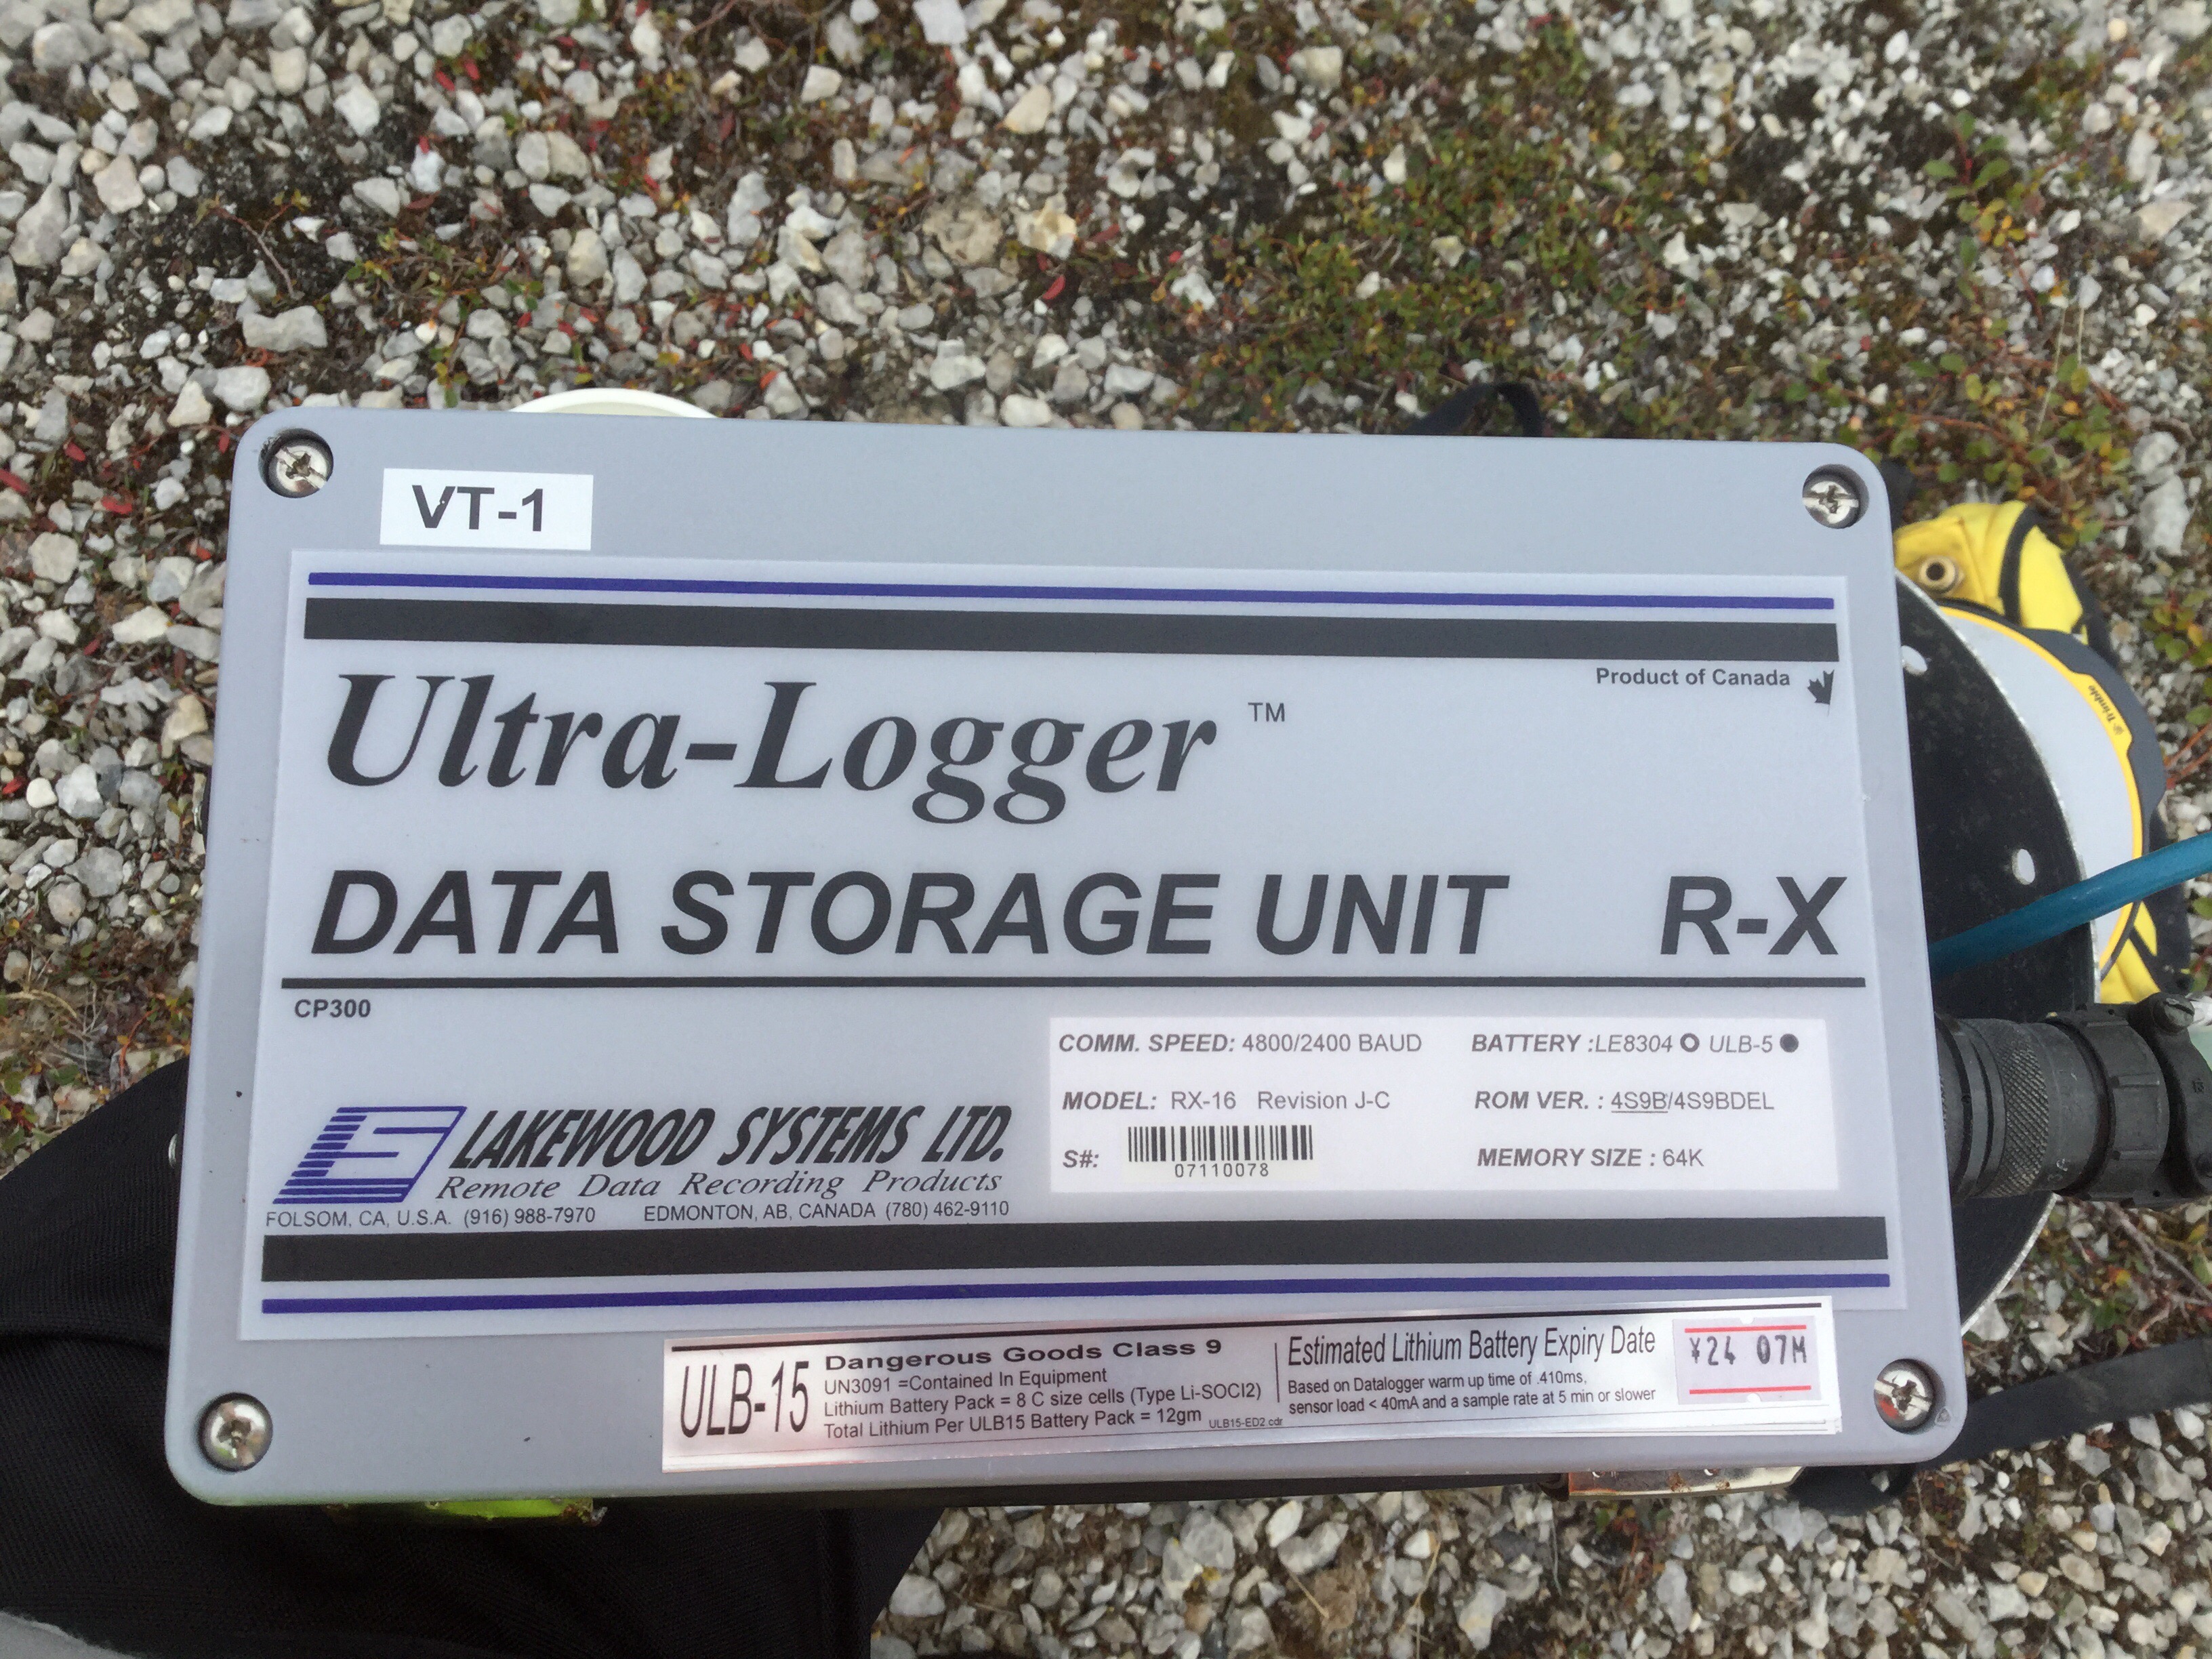 VT-1
Product of Canada
Ultra-Logger ™
DATA STORAGE UNIT R-X
CP300
COMM. SPEED: 4800/2400 BAUD BATTERY :LE8304 ULB-5
MODEL: RX-16 Revision J-C ROM VER. : 4S9B/4S9BDEL
S#: 07110078 MEMORY SIZE : 64K
LAKEWOOD SYSTEMS LTD.
Remote Data Recording Products
FOLSOM, CA, U.S.A. (916) 988-7970 EDMONTON, AB, CANADA (780) 462-9110
ULB-15
Dangerous Goods Class 9
UN3091 =Contained In Equipment
Lithium Battery Pack = 8 C size cells (Type Li-SOCI2)
Total Lithium Per ULB15 Battery Pack = 12gm ULB15-ED2.cdr
Estimated Lithium Battery Expiry Date
Based on Datalogger warm up time of .410ms,
sensor load < 40mA and a sample rate at 5 min or slower
¥24 07M
Trimble